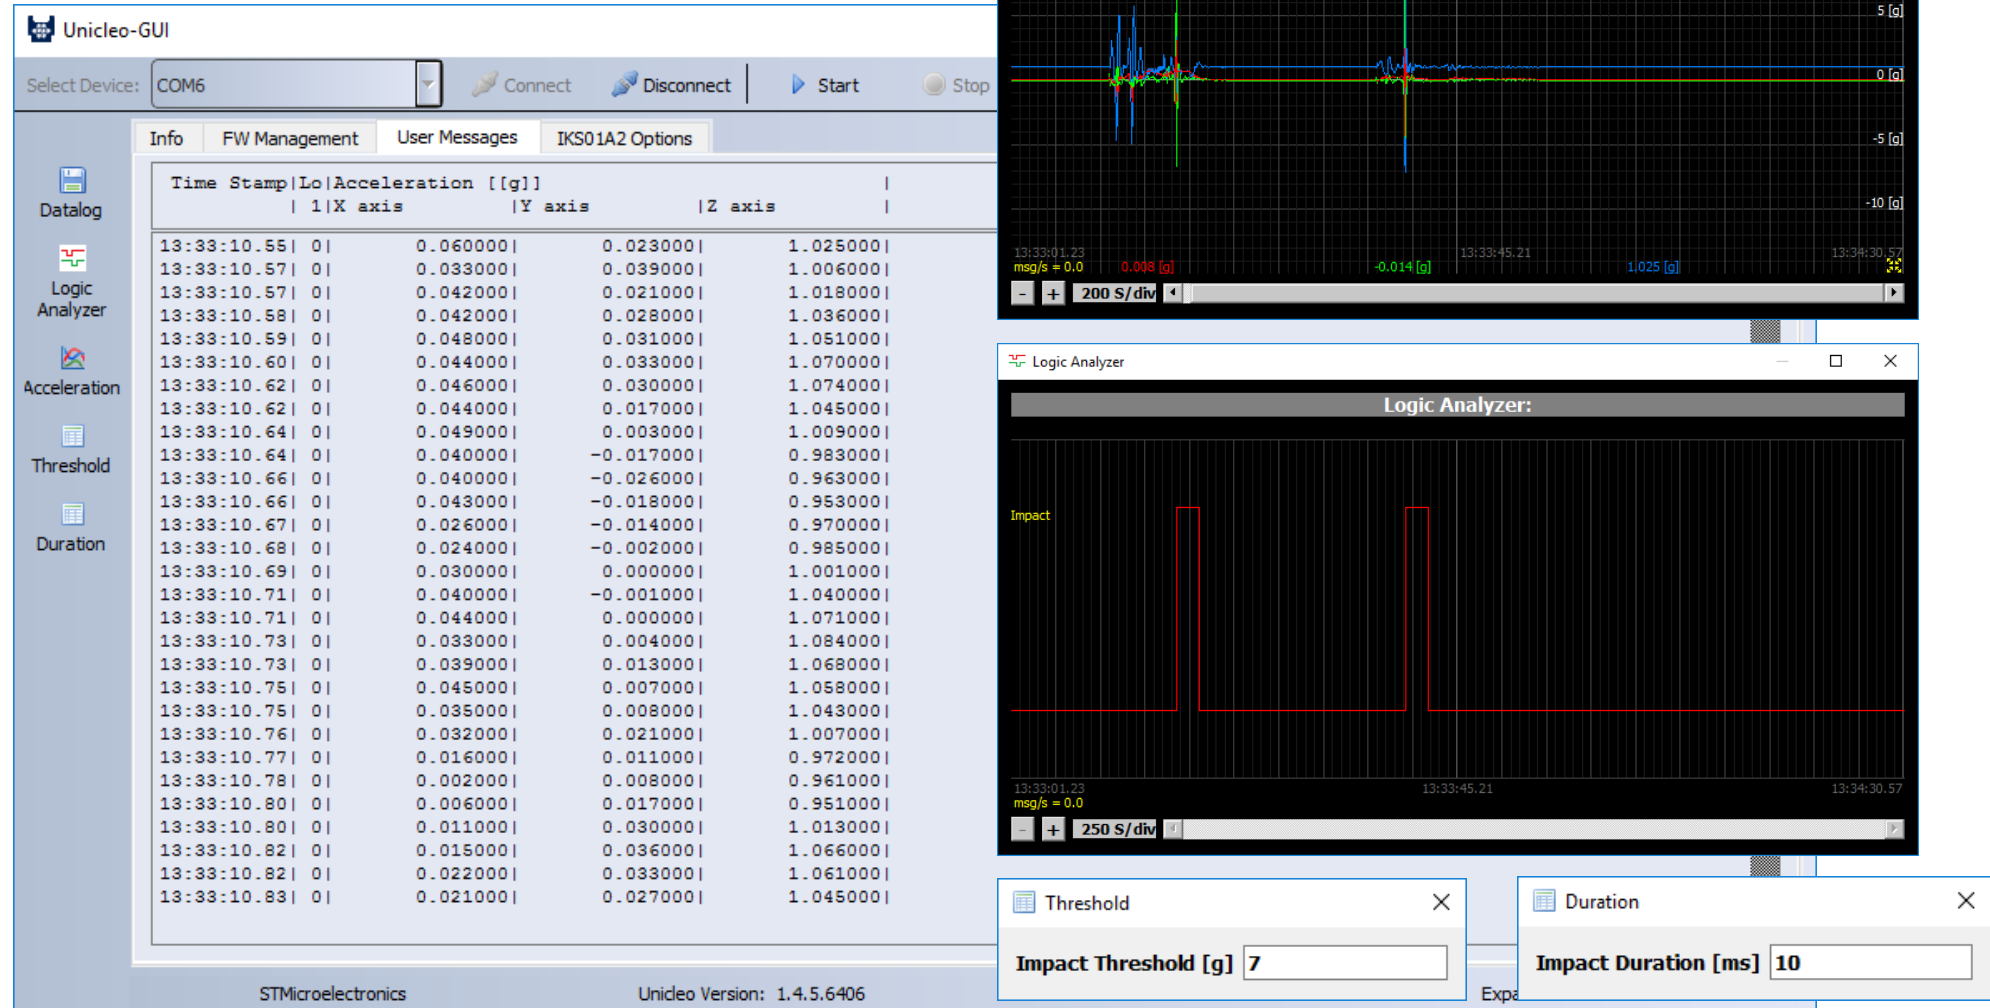 Unicleo-GUI
Select Device: COM6 Connect Disconnect Start Stop
Info FW Management User Messages IKS01A2 Options
Datalog
Logic
Analyzer
Acceleration
Threshold
Duration
Time Stamp|Lo|Acceleration [[g]] |
| 1|X axis |Y axis |Z axis |
13:33:10.55| 0| 0.060000| 0.023000| 1.025000|
13:33:10.57| 0| 0.033000| 0.039000| 1.006000|
13:33:10.57| 0| 0.042000| 0.021000| 1.018000|
13:33:10.58| 0| 0.042000| 0.028000| 1.036000|
13:33:10.59| 0| 0.048000| 0.031000| 1.051000|
13:33:10.60| 0| 0.044000| 0.033000| 1.070000|
13:33:10.62| 0| 0.046000| 0.030000| 1.074000|
13:33:10.62| 0| 0.044000| 0.017000| 1.045000|
13:33:10.64| 0| 0.049000| 0.003000| 1.009000|
13:33:10.64| 0| 0.040000| -0.017000| 0.983000|
13:33:10.66| 0| 0.040000| -0.026000| 0.963000|
13:33:10.66| 0| 0.043000| -0.018000| 0.953000|
13:33:10.67| 0| 0.026000| -0.014000| 0.970000|
13:33:10.68| 0| 0.024000| -0.002000| 0.985000|
13:33:10.69| 0| 0.030000| 0.000000| 1.001000|
13:33:10.71| 0| 0.040000| -0.001000| 1.040000|
13:33:10.71| 0| 0.044000| 0.000000| 1.071000|
13:33:10.73| 0| 0.033000| 0.004000| 1.084000|
13:33:10.73| 0| 0.039000| 0.013000| 1.068000|
13:33:10.75| 0| 0.045000| 0.007000| 1.058000|
13:33:10.75| 0| 0.035000| 0.008000| 1.043000|
13:33:10.76| 0| 0.032000| 0.021000| 1.007000|
13:33:10.77| 0| 0.016000| 0.011000| 0.972000|
13:33:10.78| 0| 0.002000| 0.008000| 0.961000|
13:33:10.80| 0| 0.006000| 0.017000| 0.951000|
13:33:10.80| 0| 0.011000| 0.030000| 1.013000|
13:33:10.82| 0| 0.015000| 0.036000| 1.066000|
13:33:10.82| 0| 0.022000| 0.033000| 1.061000|
13:33:10.83| 0| 0.021000| 0.027000| 1.045000|
STMicroelectronics Unicleo Version: 1.4.5.6406 Expa
5 [g]
0 [g]
-5 [g]
-10 [g]
13:33:01.23 13:33:45.21 13:34:30.57
msg/s = 0.0 0.008 [g] -0.014 [g] 1.025 [g]
- + 200 S/div
Logic Analyzer
Logic Analyzer:
Impact
13:33:01.23 13:33:45.21 13:34:30.57
msg/s = 0.0
- + 250 S/div
Threshold
Impact Threshold [g] 7
Duration
Impact Duration [ms] 10